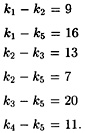 k₁ − k₂ = 9
k₁ − k₅ = 16
k₂ − k₃ = 13
k₂ − k₅ = 7
k₃ − k₅ = 20
k₄ − k₅ = 11.